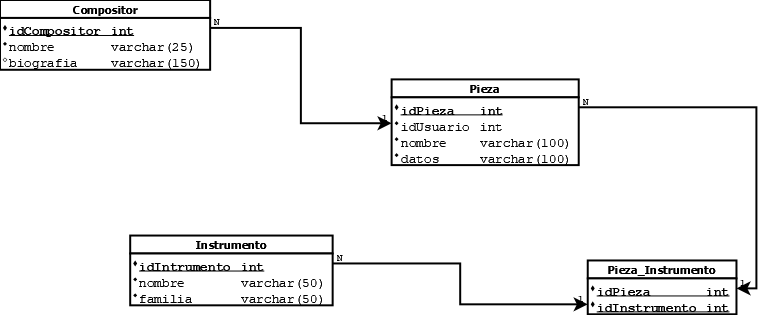 Compositor
idCompositor int
nombre varchar(25)
biografia varchar(150)
N
Pieza
idPieza int
idUsuario int
nombre varchar(100)
datos varchar(100)
1
N
Instrumento
idIntrumento int
nombre varchar(50)
familia varchar(50)
N
Pieza_Instrumento
idPieza int
idInstrumento int
1
1